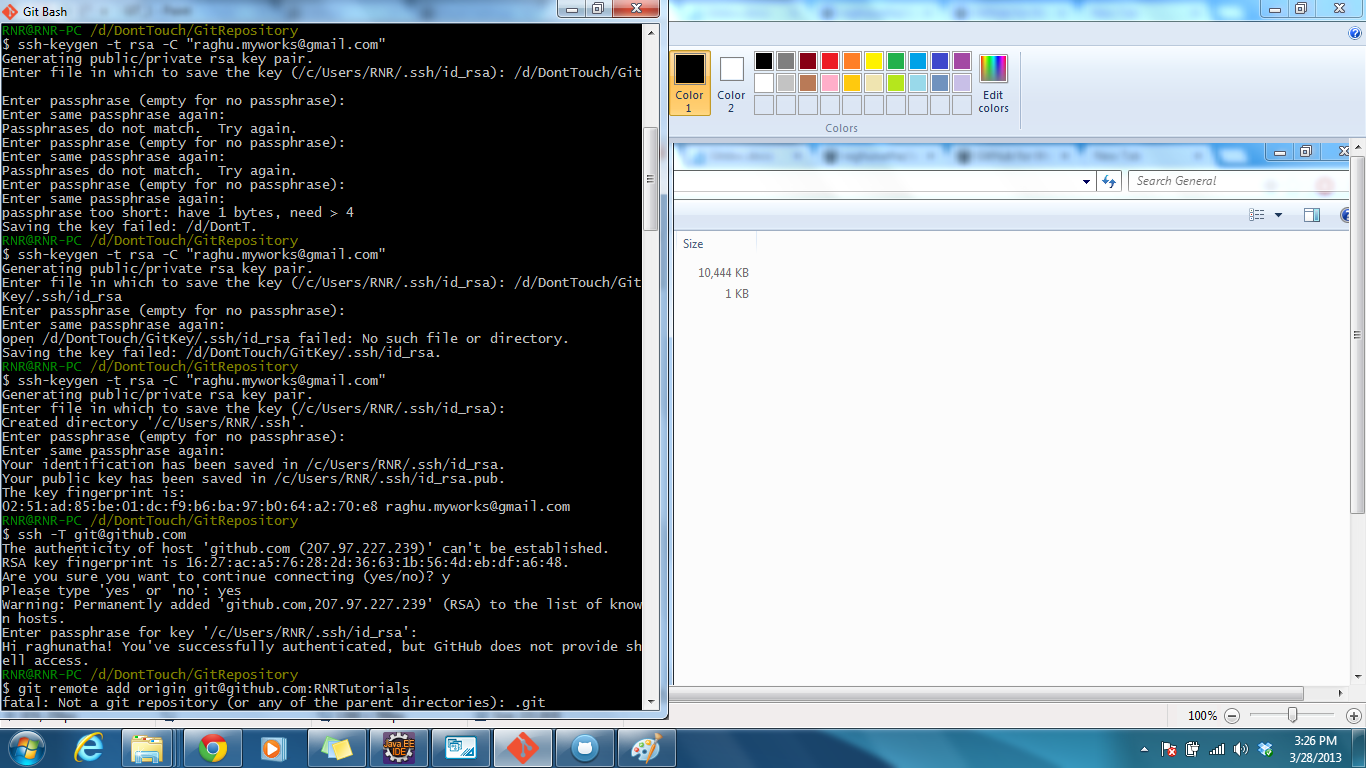 Git Bash
RNR@RNR-PC /d/DontTouch/GitRepository
$ ssh-keygen -t rsa -C "raghu.myworks@gmail.com"
Generating public/private rsa key pair.
Enter file in which to save the key (/c/Users/RNR/.ssh/id_rsa): /d/DontTouch/Git
Enter passphrase (empty for no passphrase):
Enter same passphrase again:
Passphrases do not match.  Try again.
Enter passphrase (empty for no passphrase):
Enter same passphrase again:
Passphrases do not match.  Try again.
Enter passphrase (empty for no passphrase):
Enter same passphrase again:
passphrase too short: have 1 bytes, need > 4
Saving the key failed: /d/DontT.
RNR@RNR-PC /d/DontTouch/GitRepository
$ ssh-keygen -t rsa -C "raghu.myworks@gmail.com"
Generating public/private rsa key pair.
Enter file in which to save the key (/c/Users/RNR/.ssh/id_rsa): /d/DontTouch/Git
Key/.ssh/id_rsa
Enter passphrase (empty for no passphrase):
Enter same passphrase again:
open /d/DontTouch/GitKey/.ssh/id_rsa failed: No such file or directory.
Saving the key failed: /d/DontTouch/GitKey/.ssh/id_rsa.
RNR@RNR-PC /d/DontTouch/GitRepository
$ ssh-keygen -t rsa -C "raghu.myworks@gmail.com"
Generating public/private rsa key pair.
Enter file in which to save the key (/c/Users/RNR/.ssh/id_rsa):
Created directory '/c/Users/RNR/.ssh'.
Enter passphrase (empty for no passphrase):
Enter same passphrase again:
Your identification has been saved in /c/Users/RNR/.ssh/id_rsa.
Your public key has been saved in /c/Users/RNR/.ssh/id_rsa.pub.
The key fingerprint is:
02:51:ad:85:be:01:dc:f9:b6:ba:97:b0:64:a2:70:e8 raghu.myworks@gmail.com
RNR@RNR-PC /d/DontTouch/GitRepository
$ ssh -T git@github.com
The authenticity of host 'github.com (207.97.227.239)' can't be established.
RSA key fingerprint is 16:27:ac:a5:76:28:2d:36:63:1b:56:4d:eb:df:a6:48.
Are you sure you want to continue connecting (yes/no)? y
Please type 'yes' or 'no': yes
Warning: Permanently added 'github.com,207.97.227.239' (RSA) to the list of know
n hosts.
Enter passphrase for key '/c/Users/RNR/.ssh/id_rsa':
Hi raghunatha! You've successfully authenticated, but GitHub does not provide sh
ell access.
RNR@RNR-PC /d/DontTouch/GitRepository
$ git remote add origin git@github.com:RNRTutorials
fatal: Not a git repository (or any of the parent directories): .git
Color
1
Color
2
Edit
colors
Colors
Search General
Size
10,444 KB
1 KB
100%
Java EE
IDE
3:26 PM
3/28/2013